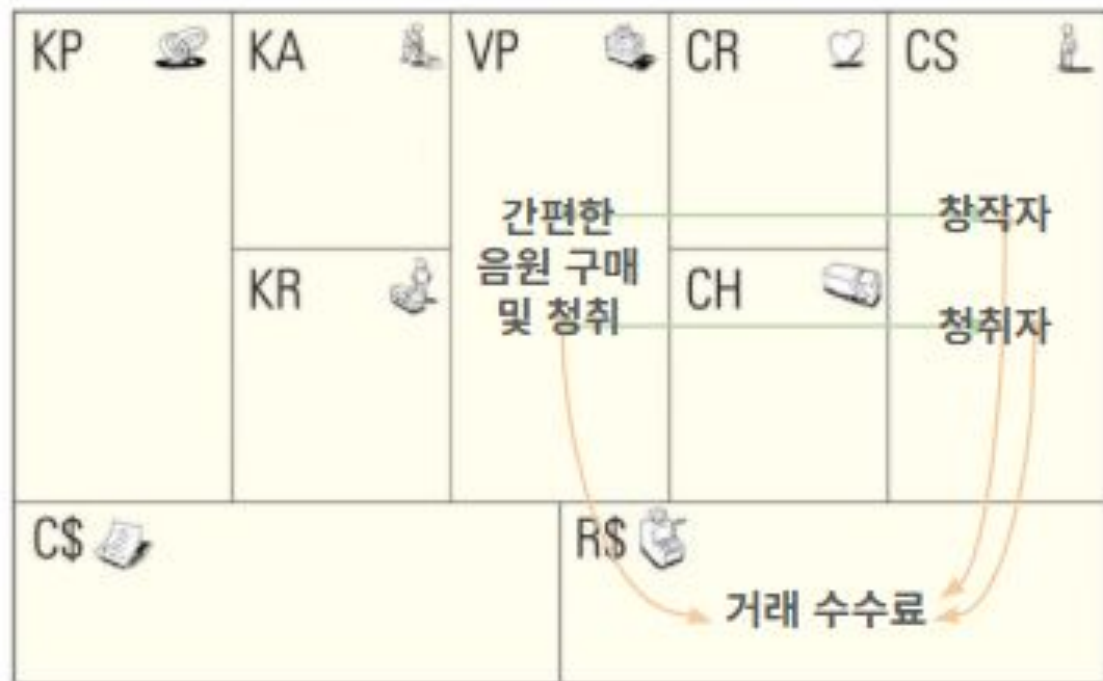 KP
KA
VP
CR
CS
간편한
음원 구매
및 청취
창작자
청취자
KR
CH
C$
R$
거래 수수료